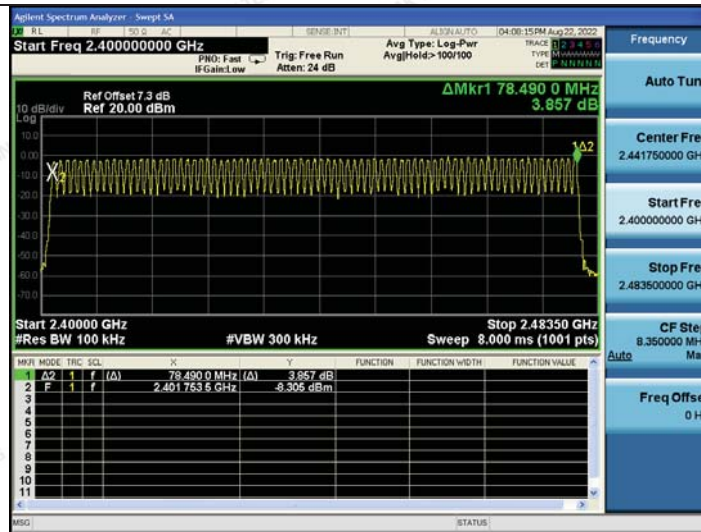 Agilent Spectrum Analyzer - Swept SA
RL RF 50 Ω AC SENSE:INT ALIGN AUTO 04:08:15 PM Aug 22, 2022
Start Freq 2.400000000 GHz
PNO: Fast
IFGain:Low
Trig: Free Run
Atten: 24 dB
Avg Type: Log-Pwr
Avg|Hold:> 100/100
TRACE 1 2 3 4 5 6
TYPE
DET P N N N N N
ΔMkr1 78.490 0 MHz
3.857 dB
Ref Offset 7.3 dB
Ref 20.00 dBm
10 dB/div
Log
10.0
0.00
-10.0
-20.0
-30.0
-40.0
-50.0
-60.0
-70.0
1Δ2
2
Start 2.40000 GHz
Stop 2.48350 GHz
#Res BW 100 kHz
#VBW 300 kHz
Sweep 8.000 ms (1001 pts)
MKR MODE TRC SCL X Y FUNCTION FUNCTION WIDTH FUNCTION VALUE
1 Δ2 1 f (Δ) 78.490 0 MHz (Δ) 3.857 dB
2 F 1 f 2.401 753 5 GHz -8.305 dBm
3
4
5
6
7
8
9
10
11
MSG
STATUS
Frequency
Auto Tun
Center Fre
2.441750000 GH
Start Fre
2.400000000 GH
Stop Fre
2.483500000 GH
CF Ste
8.350000 MH
Auto Ma
Freq Offse
0 H